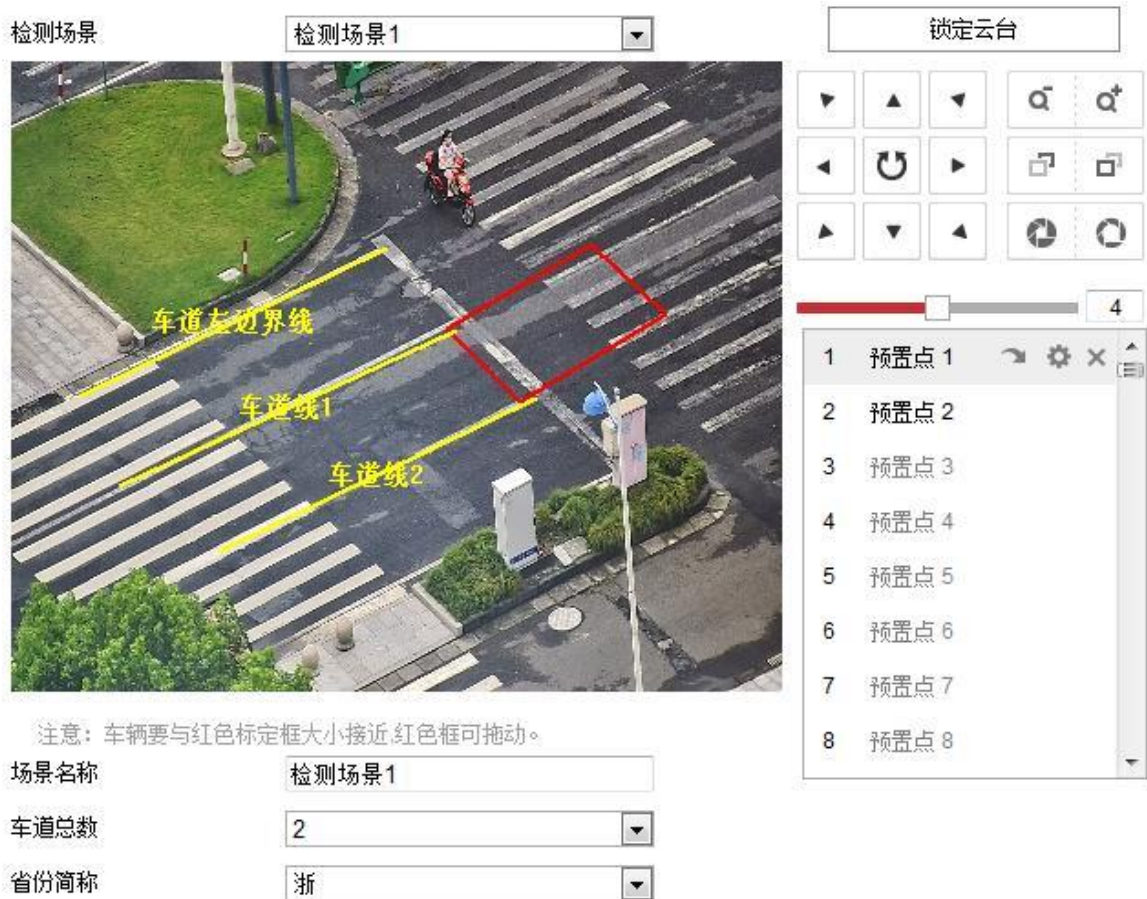 检测场景
检测场景1
锁定云台
车道左边界线
车道线1
车道线2
4
1 预置点 1
2 预置点 2
3 预置点 3
4 预置点 4
5 预置点 5
6 预置点 6
7 预置点 7
8 预置点 8
注意：车辆要与红色标定框大小接近,红色框可拖动。
场景名称
检测场景1
车道总数
2
省份简称
浙